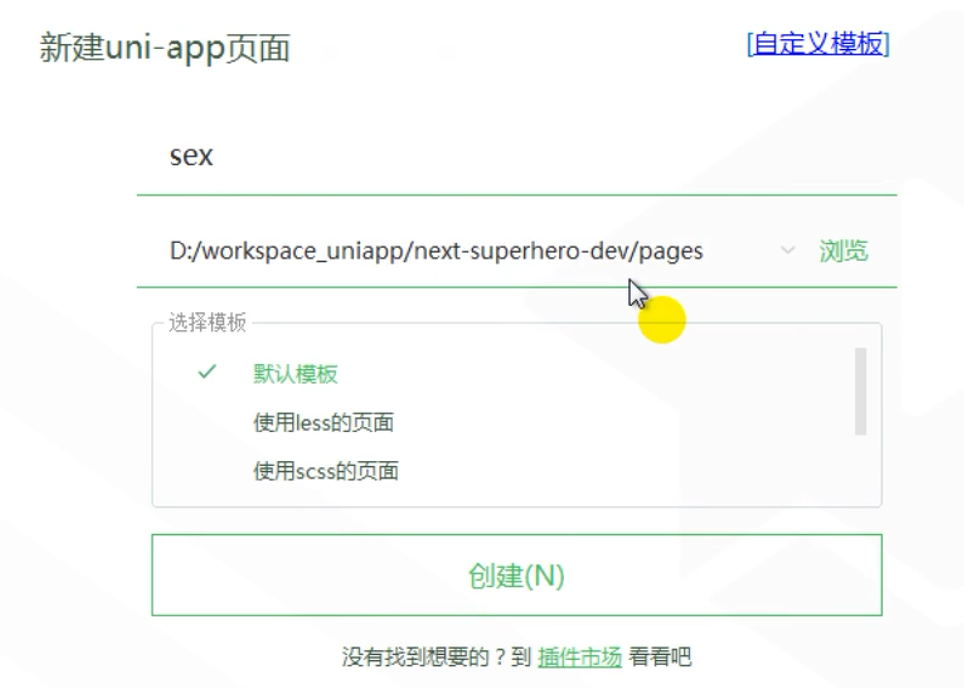 新建uni-app页面 [自定义模板]
sex
D:/workspace_uniapp/next-superhero-dev/pages 浏览
选择模板
默认模板
使用less的页面
使用scss的页面
创建(N)
没有找到想要的？到 插件市场 看看吧